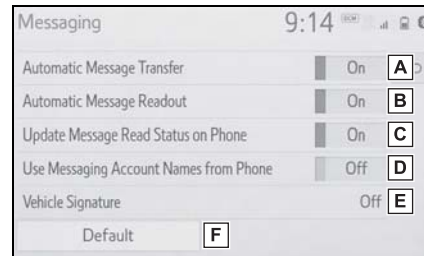 Messaging 9:14 DCM
Automatic Message Transfer On A
Automatic Message Readout On B
Update Message Read Status on Phone On C
Use Messaging Account Names from Phone Off D
Vehicle Signature Off E
Default F